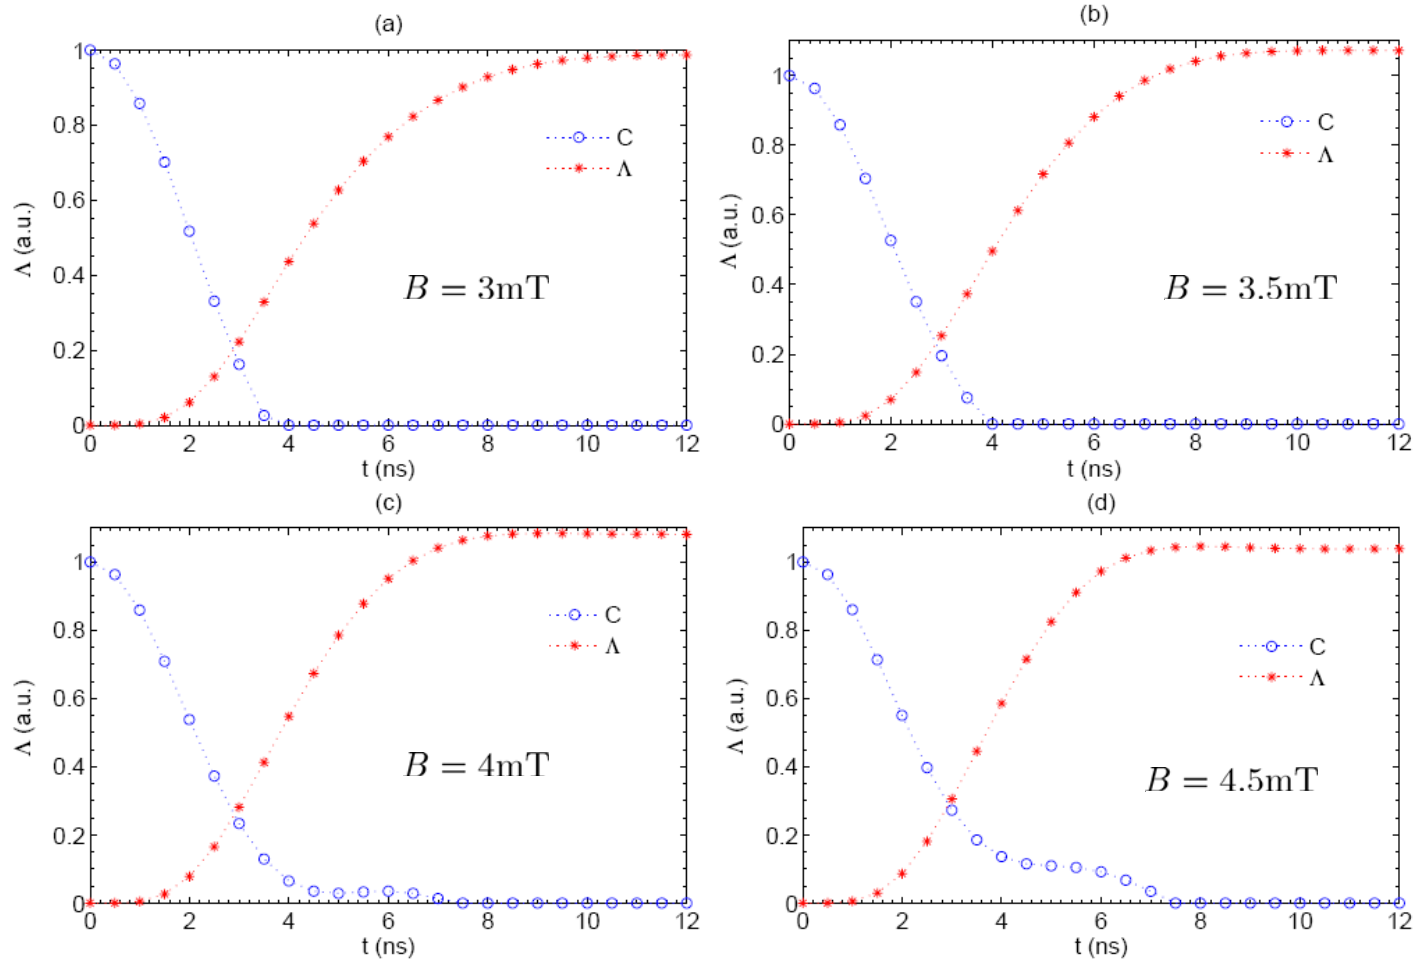 (a)
1
0.8
0.6
0.4
0.2
0
Λ (a.u.)
C
Λ
B = 3mT
0 2 4 6 8 10 12
t (ns)
(b)
1
0.8
0.6
0.4
0.2
0
Λ (a.u.)
C
Λ
B = 3.5mT
0 2 4 6 8 10 12
t (ns)
(c)
1
0.8
0.6
0.4
0.2
0
Λ (a.u.)
C
Λ
B = 4mT
0 2 4 6 8 10 12
t (ns)
(d)
1
0.8
0.6
0.4
0.2
0
Λ (a.u.)
C
Λ
B = 4.5mT
0 2 4 6 8 10 12
t (ns)